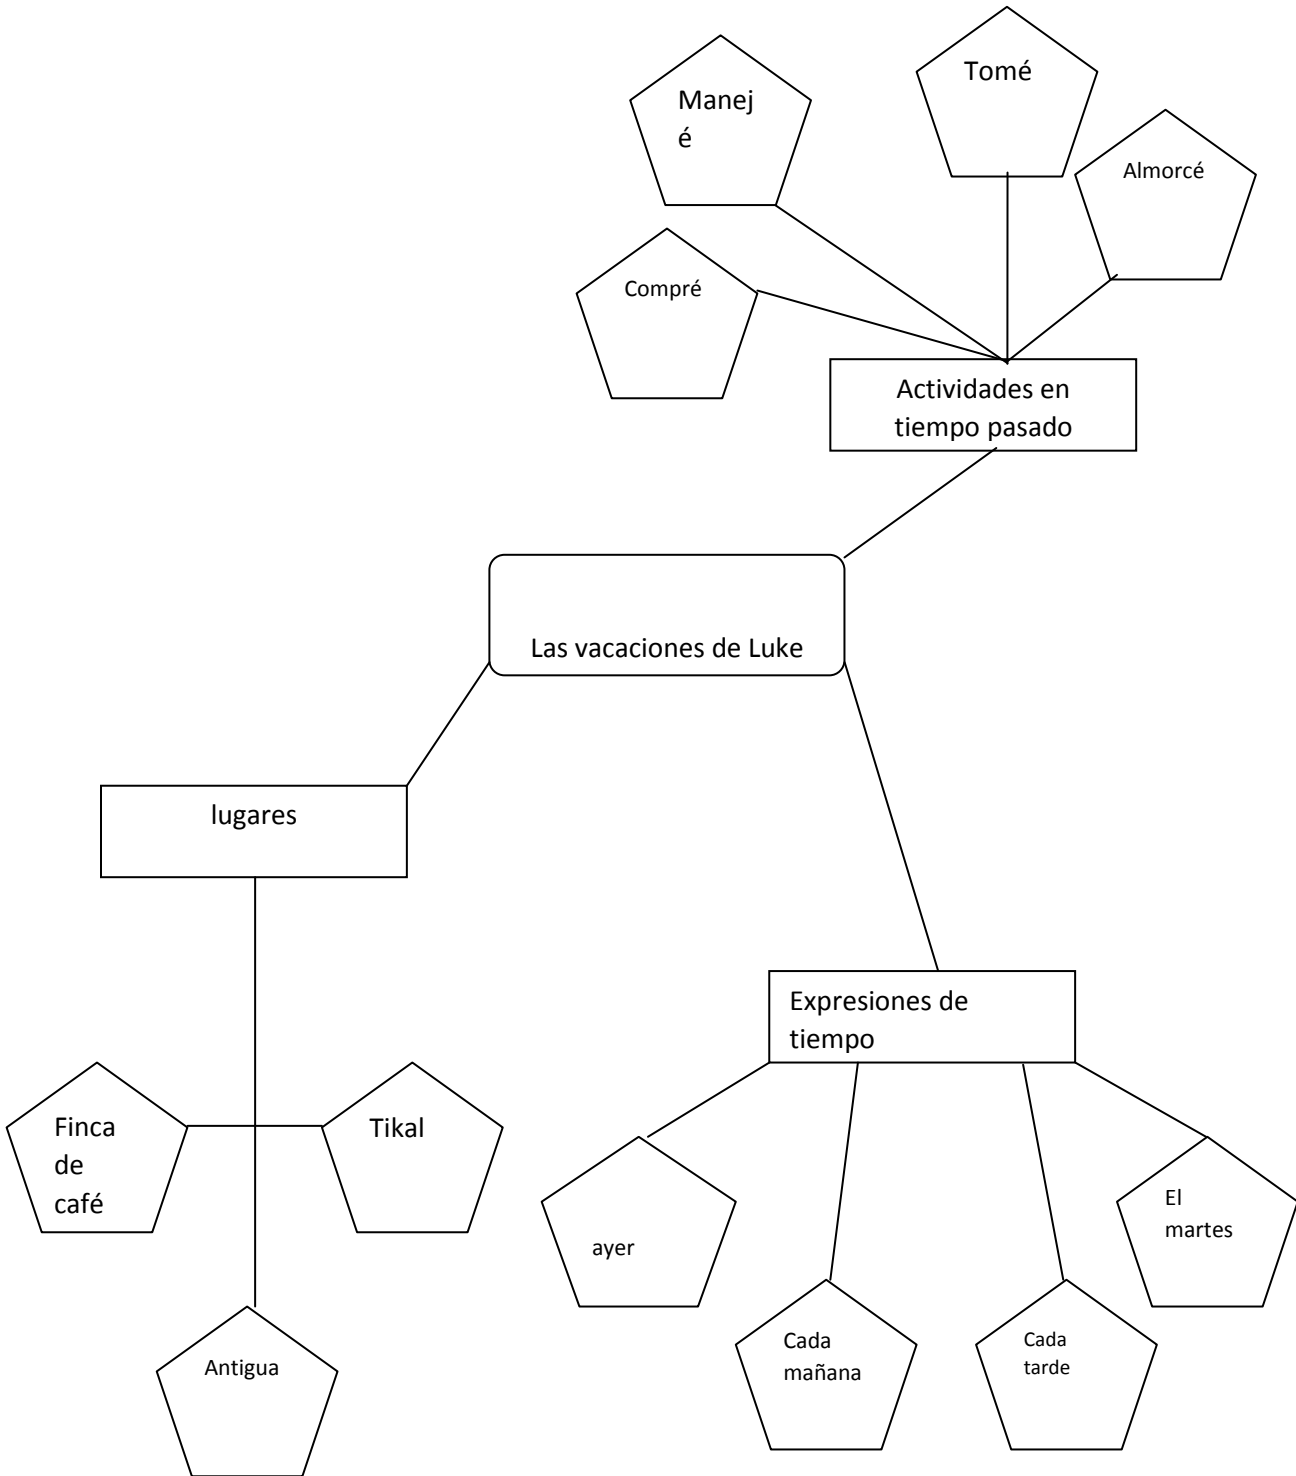 Tomé
Manej
é
Almorcé
Compré
Actividades en
tiempo pasado
Las vacaciones de Luke
lugares
Expresiones de
tiempo
Finca
de
café
Tikal
Antigua
ayer
Cada
mañana
Cada
tarde
El
martes